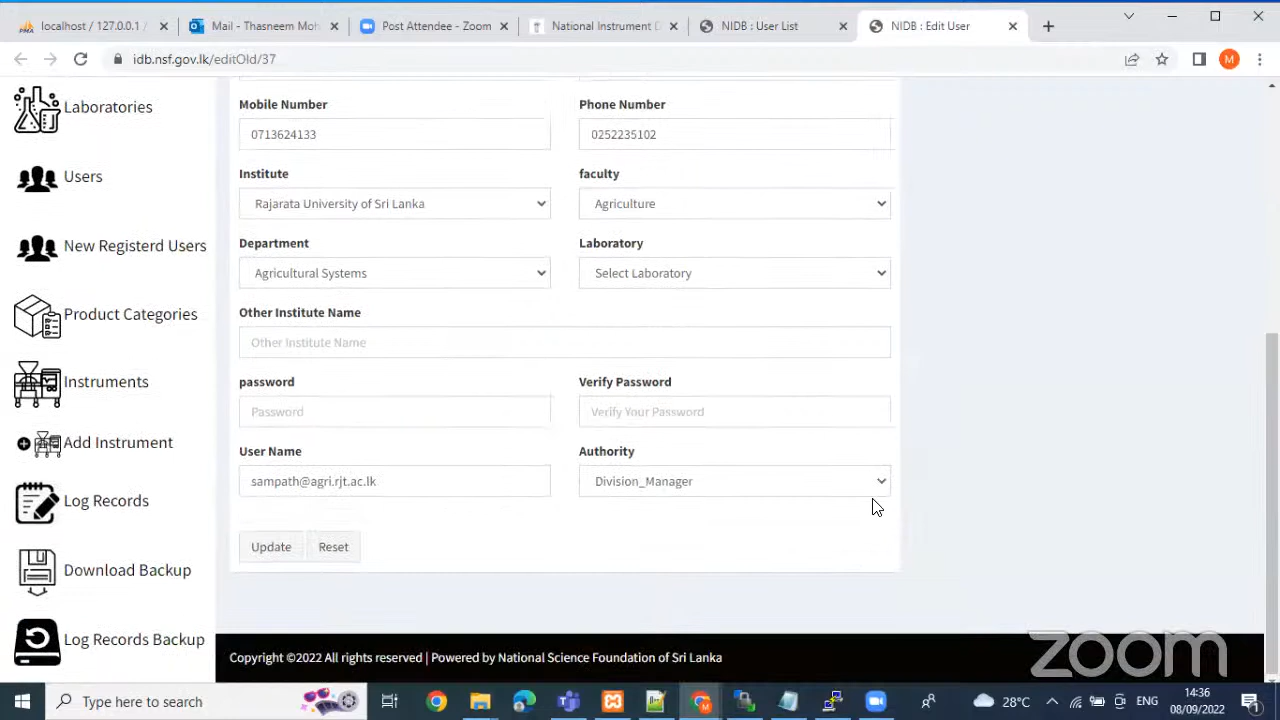 localhost / 127.0.0.1 /
Mail - Thasneem Moh
Post Attendee - Zoom
National Instrument D
NIDB : User List
NIDB : Edit User
idb.nsf.gov.lk/editOld/37
M
Laboratories
Users
New Registerd Users
Product Categories
Instruments
Add Instrument
Log Records
Download Backup
Log Records Backup
Mobile Number
Phone Number
0713624133
0252235102
Institute
faculty
Rajarata University of Sri Lanka
Agriculture
Department
Laboratory
Agricultural Systems
Select Laboratory
Other Institute Name
Other Institute Name
password
Verify Password
Password
Verify Your Password
User Name
Authority
sampath@agri.rjt.ac.lk
Division_Manager
Update
Reset
Copyright ©2022 All rights reserved | Powered by National Science Foundation of Sri Lanka
zoom
Type here to search
28°C
ENG
14:36
08/09/2022